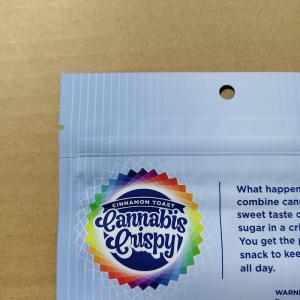 CINNAMON TOAST
Cannabis
Crispy
What happen
combine can
sweet taste
sugar in a cri
You get the
snack to kee
all day.
WARN